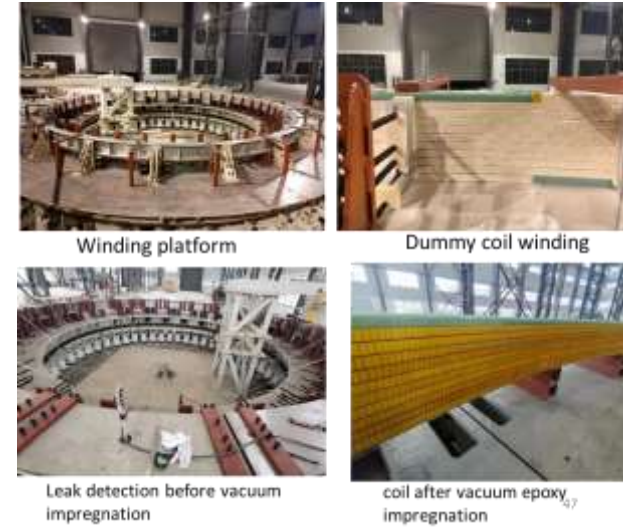 Winding platform
Dummy coil winding
Leak detection before vacuum
impregnation
coil after vacuum epoxy
impregnation
47